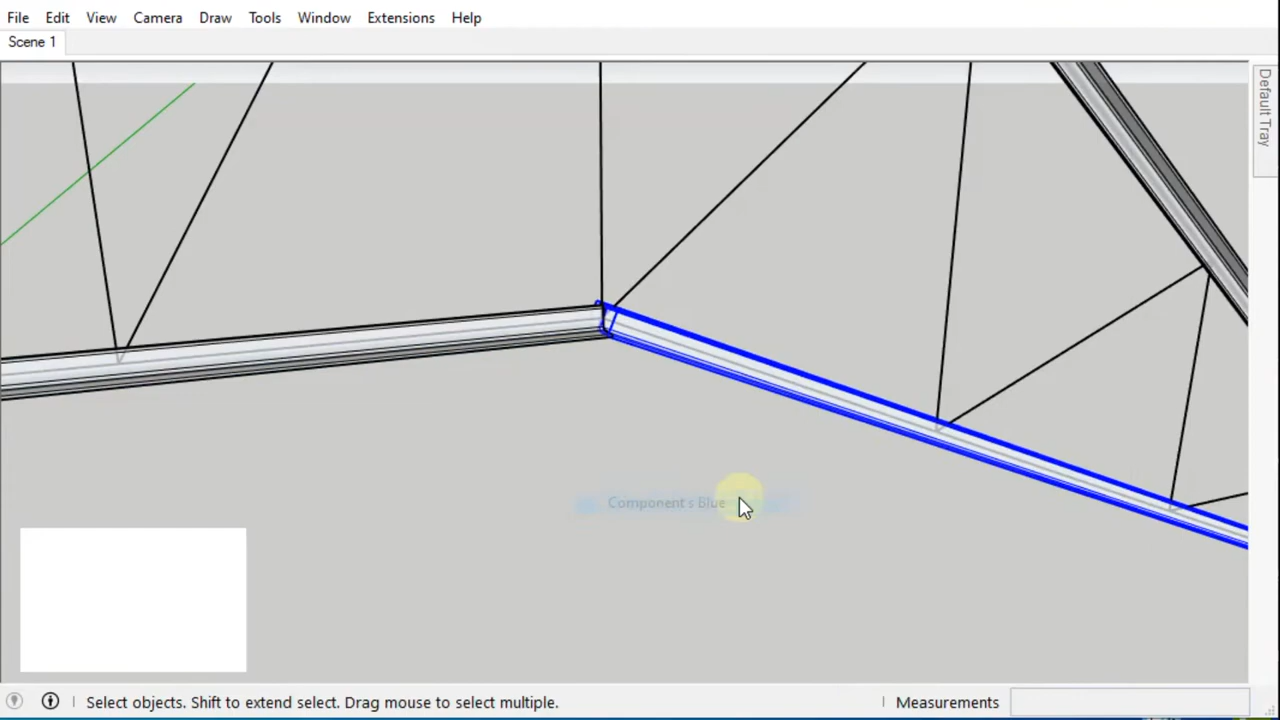 File Edit View Camera Draw Tools Window Extensions Help
Scene 1
Default Tray
Component's Blue
Select objects. Shift to extend select. Drag mouse to select multiple.
Measurements